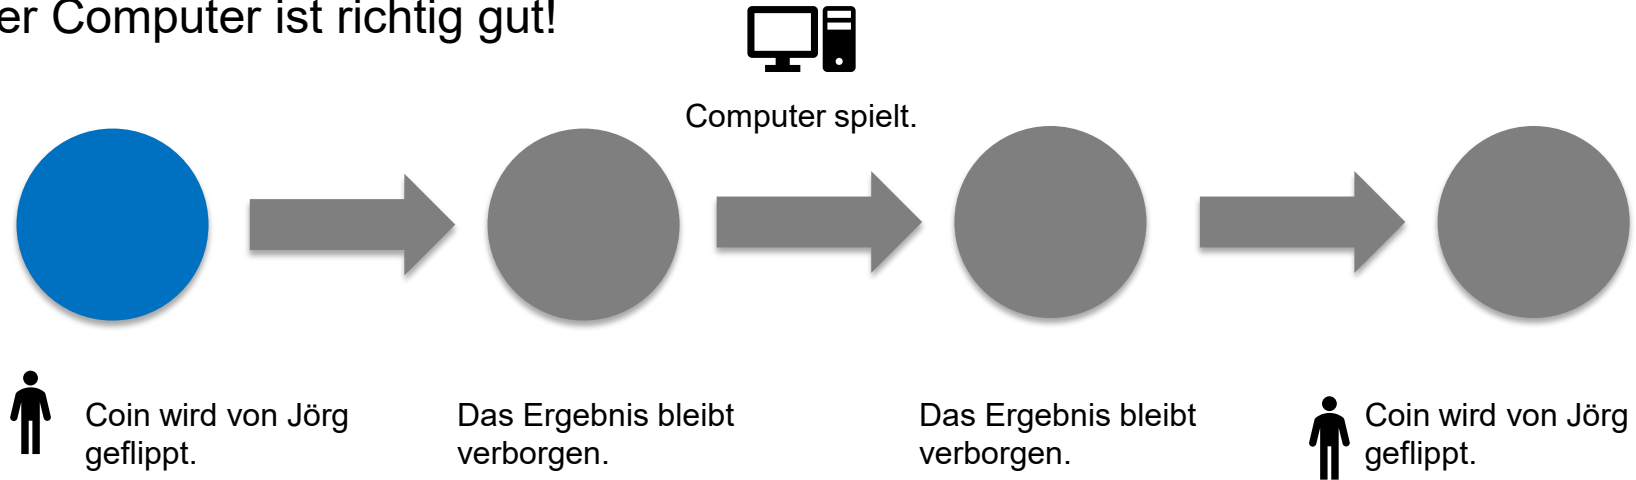 er Computer ist richtig gut!
Computer spielt.
Coin wird von Jörg
geflippt.
Das Ergebnis bleibt
verborgen.
Das Ergebnis bleibt
verborgen.
Coin wird von Jörg
geflippt.